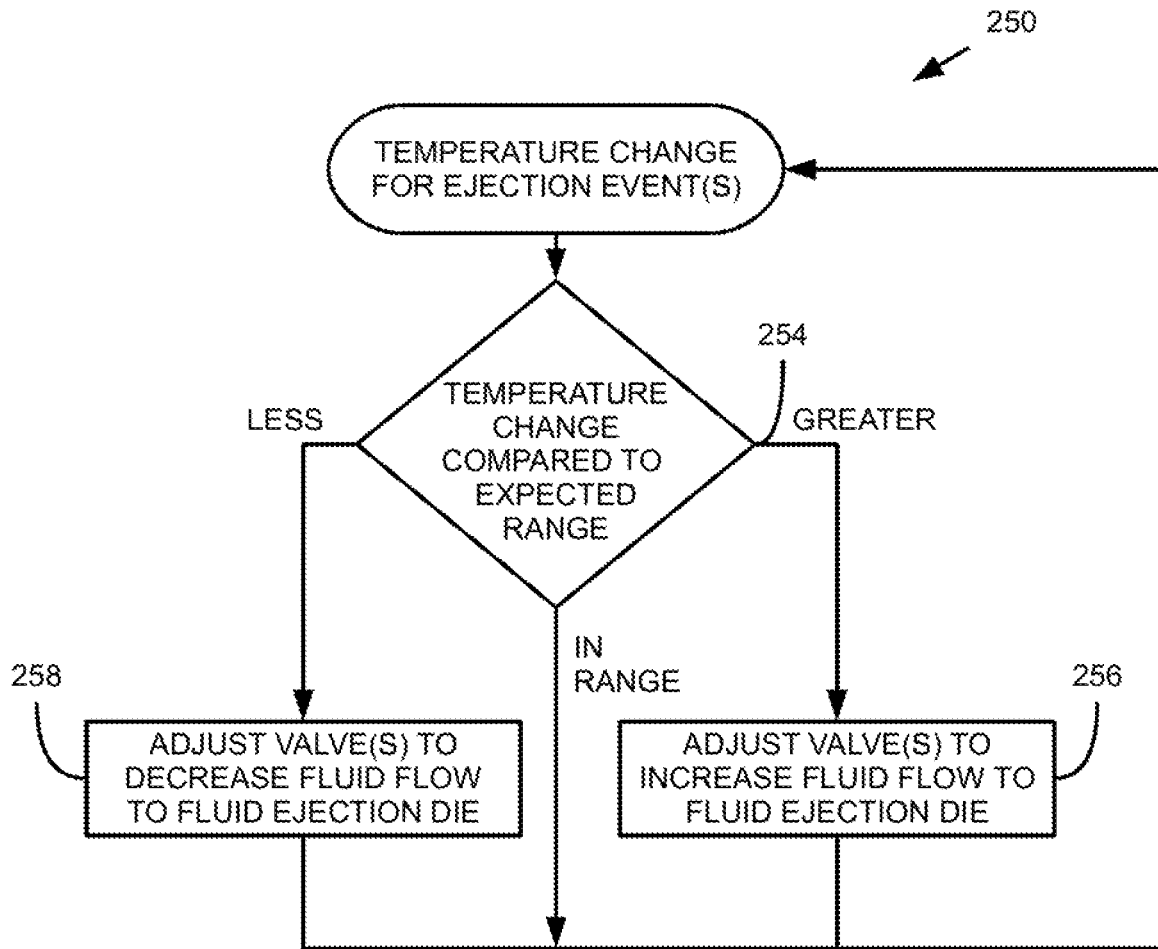 250
TEMPERATURE CHANGE
FOR EJECTION EVENT(S)
254
LESS
TEMPERATURE
CHANGE
COMPARED TO
EXPECTED
RANGE
GREATER
IN
RANGE
258
256
ADJUST VALVE(S) TO
DECREASE FLUID FLOW
TO FLUID EJECTION DIE
ADJUST VALVE(S) TO
INCREASE FLUID FLOW TO
FLUID EJECTION DIE